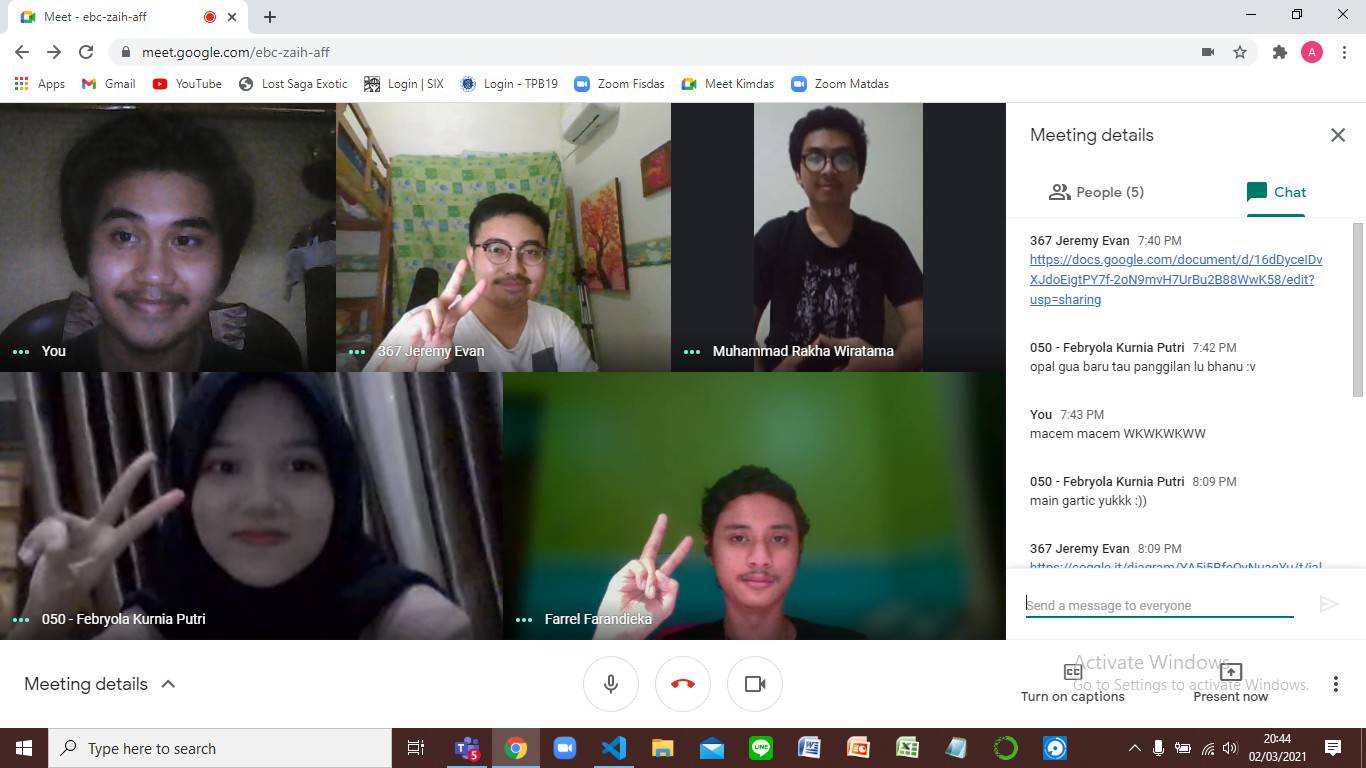 Meet - ebc-zaih-aff
meet.google.com/ebc-zaih-aff
A
Apps
Gmail
YouTube
Lost Saga Exotic
Login | SIX
Login - TPB19
Zoom Fisdas
Meet Kimdas
Zoom Matdas
You
367 Jeremy Evan
Muhammad Rakha Wiratama
050 - Febryola Kurnia Putri
Farrel Farandieka
Meeting details
People (5)
Chat
367 Jeremy Evan 7:40 PM
https://docs.google.com/document/d/16dDyceIDv
XJdoEigtPY7f-2oN9mvH7UrBu2B88WwK58/edit?
usp=sharing
050 - Febryola Kurnia Putri 7:42 PM
opal gua baru tau panggilan lu bhanu :v
You 7:43 PM
macem macem WKWKWKWW
050 - Febryola Kurnia Putri 8:09 PM
main gartic yukkk :))
367 Jeremy Evan 8:09 PM
Send a message to everyone
Meeting details
Turn on captions
Present now
Activate Windows
Go to Settings to activate Windows.
Type here to search
5
20:44
02/03/2021